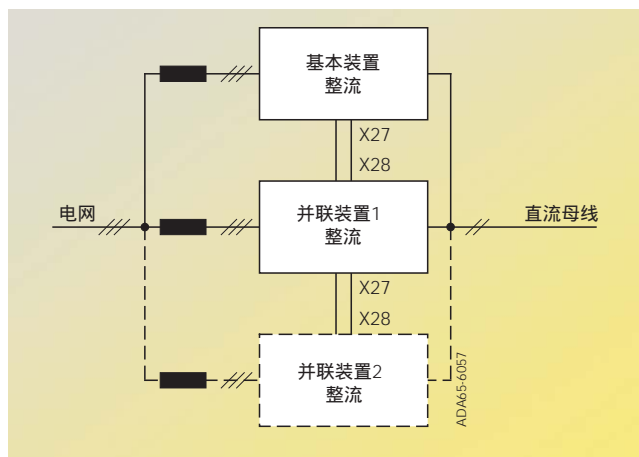 基本装置
整流
X27
X28
电网
并联装置1
整流
直流母线
X27
X28
并联装置2
整流
ADA65-6057